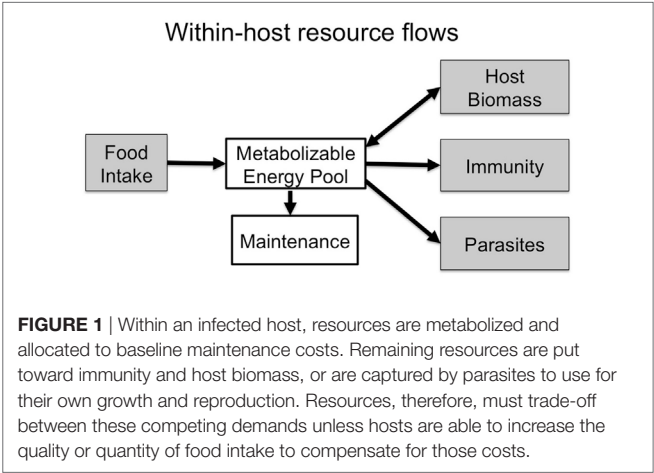 Within-host resource flows
Host
Biomass
Food
Intake
Metabolizable
Energy Pool
Immunity
Maintenance
Parasites
FIGURE 1 | Within an infected host, resources are metabolized and
allocated to baseline maintenance costs. Remaining resources are put
toward immunity and host biomass, or are captured by parasites to use for
their own growth and reproduction. Resources, therefore, must trade-off
between these competing demands unless hosts are able to increase the
quality or quantity of food intake to compensate for those costs.